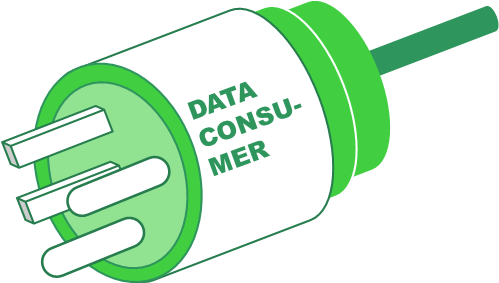 DATA
CONSU-
MER